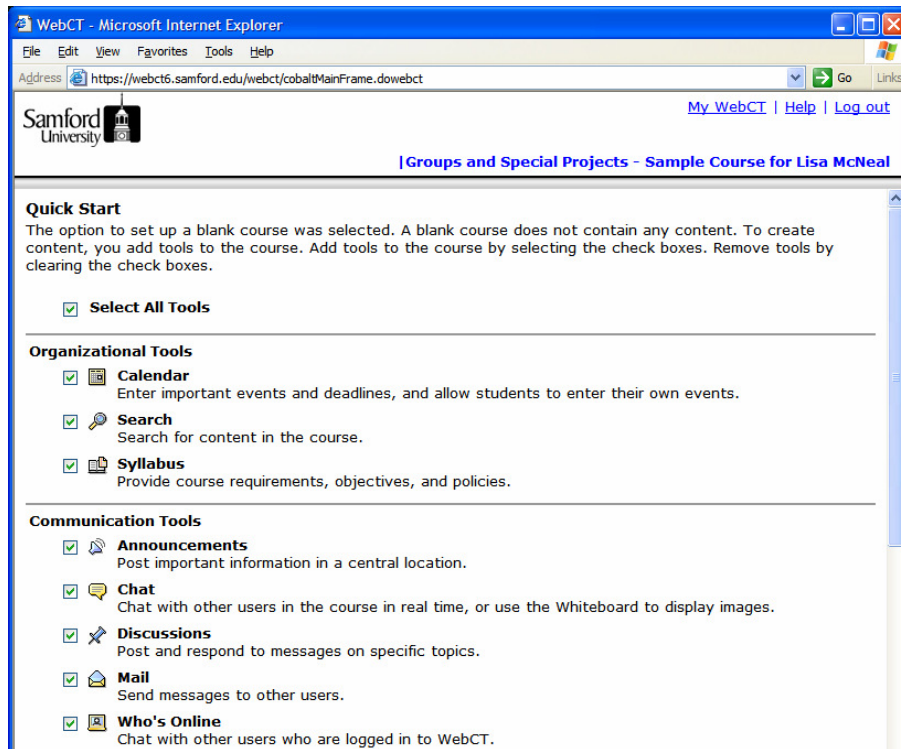 WebCT - Microsoft Internet Explorer
File Edit View Favorites Tools Help
Address https://webct6.samford.edu/webct/cobaltMainFrame.dowebct Go Links
Samford
University
My WebCT | Help | Log out
|Groups and Special Projects - Sample Course for Lisa McNeal
Quick Start
The option to set up a blank course was selected. A blank course does not contain any content. To create
content, you add tools to the course. Add tools to the course by selecting the check boxes. Remove tools by
clearing the check boxes.
Select All Tools
Organizational Tools
Calendar
Enter important events and deadlines, and allow students to enter their own events.
Search
Search for content in the course.
Syllabus
Provide course requirements, objectives, and policies.
Communication Tools
Announcements
Post important information in a central location.
Chat
Chat with other users in the course in real time, or use the Whiteboard to display images.
Discussions
Post and respond to messages on specific topics.
Mail
Send messages to other users.
Who's Online
Chat with other users who are logged in to WebCT.